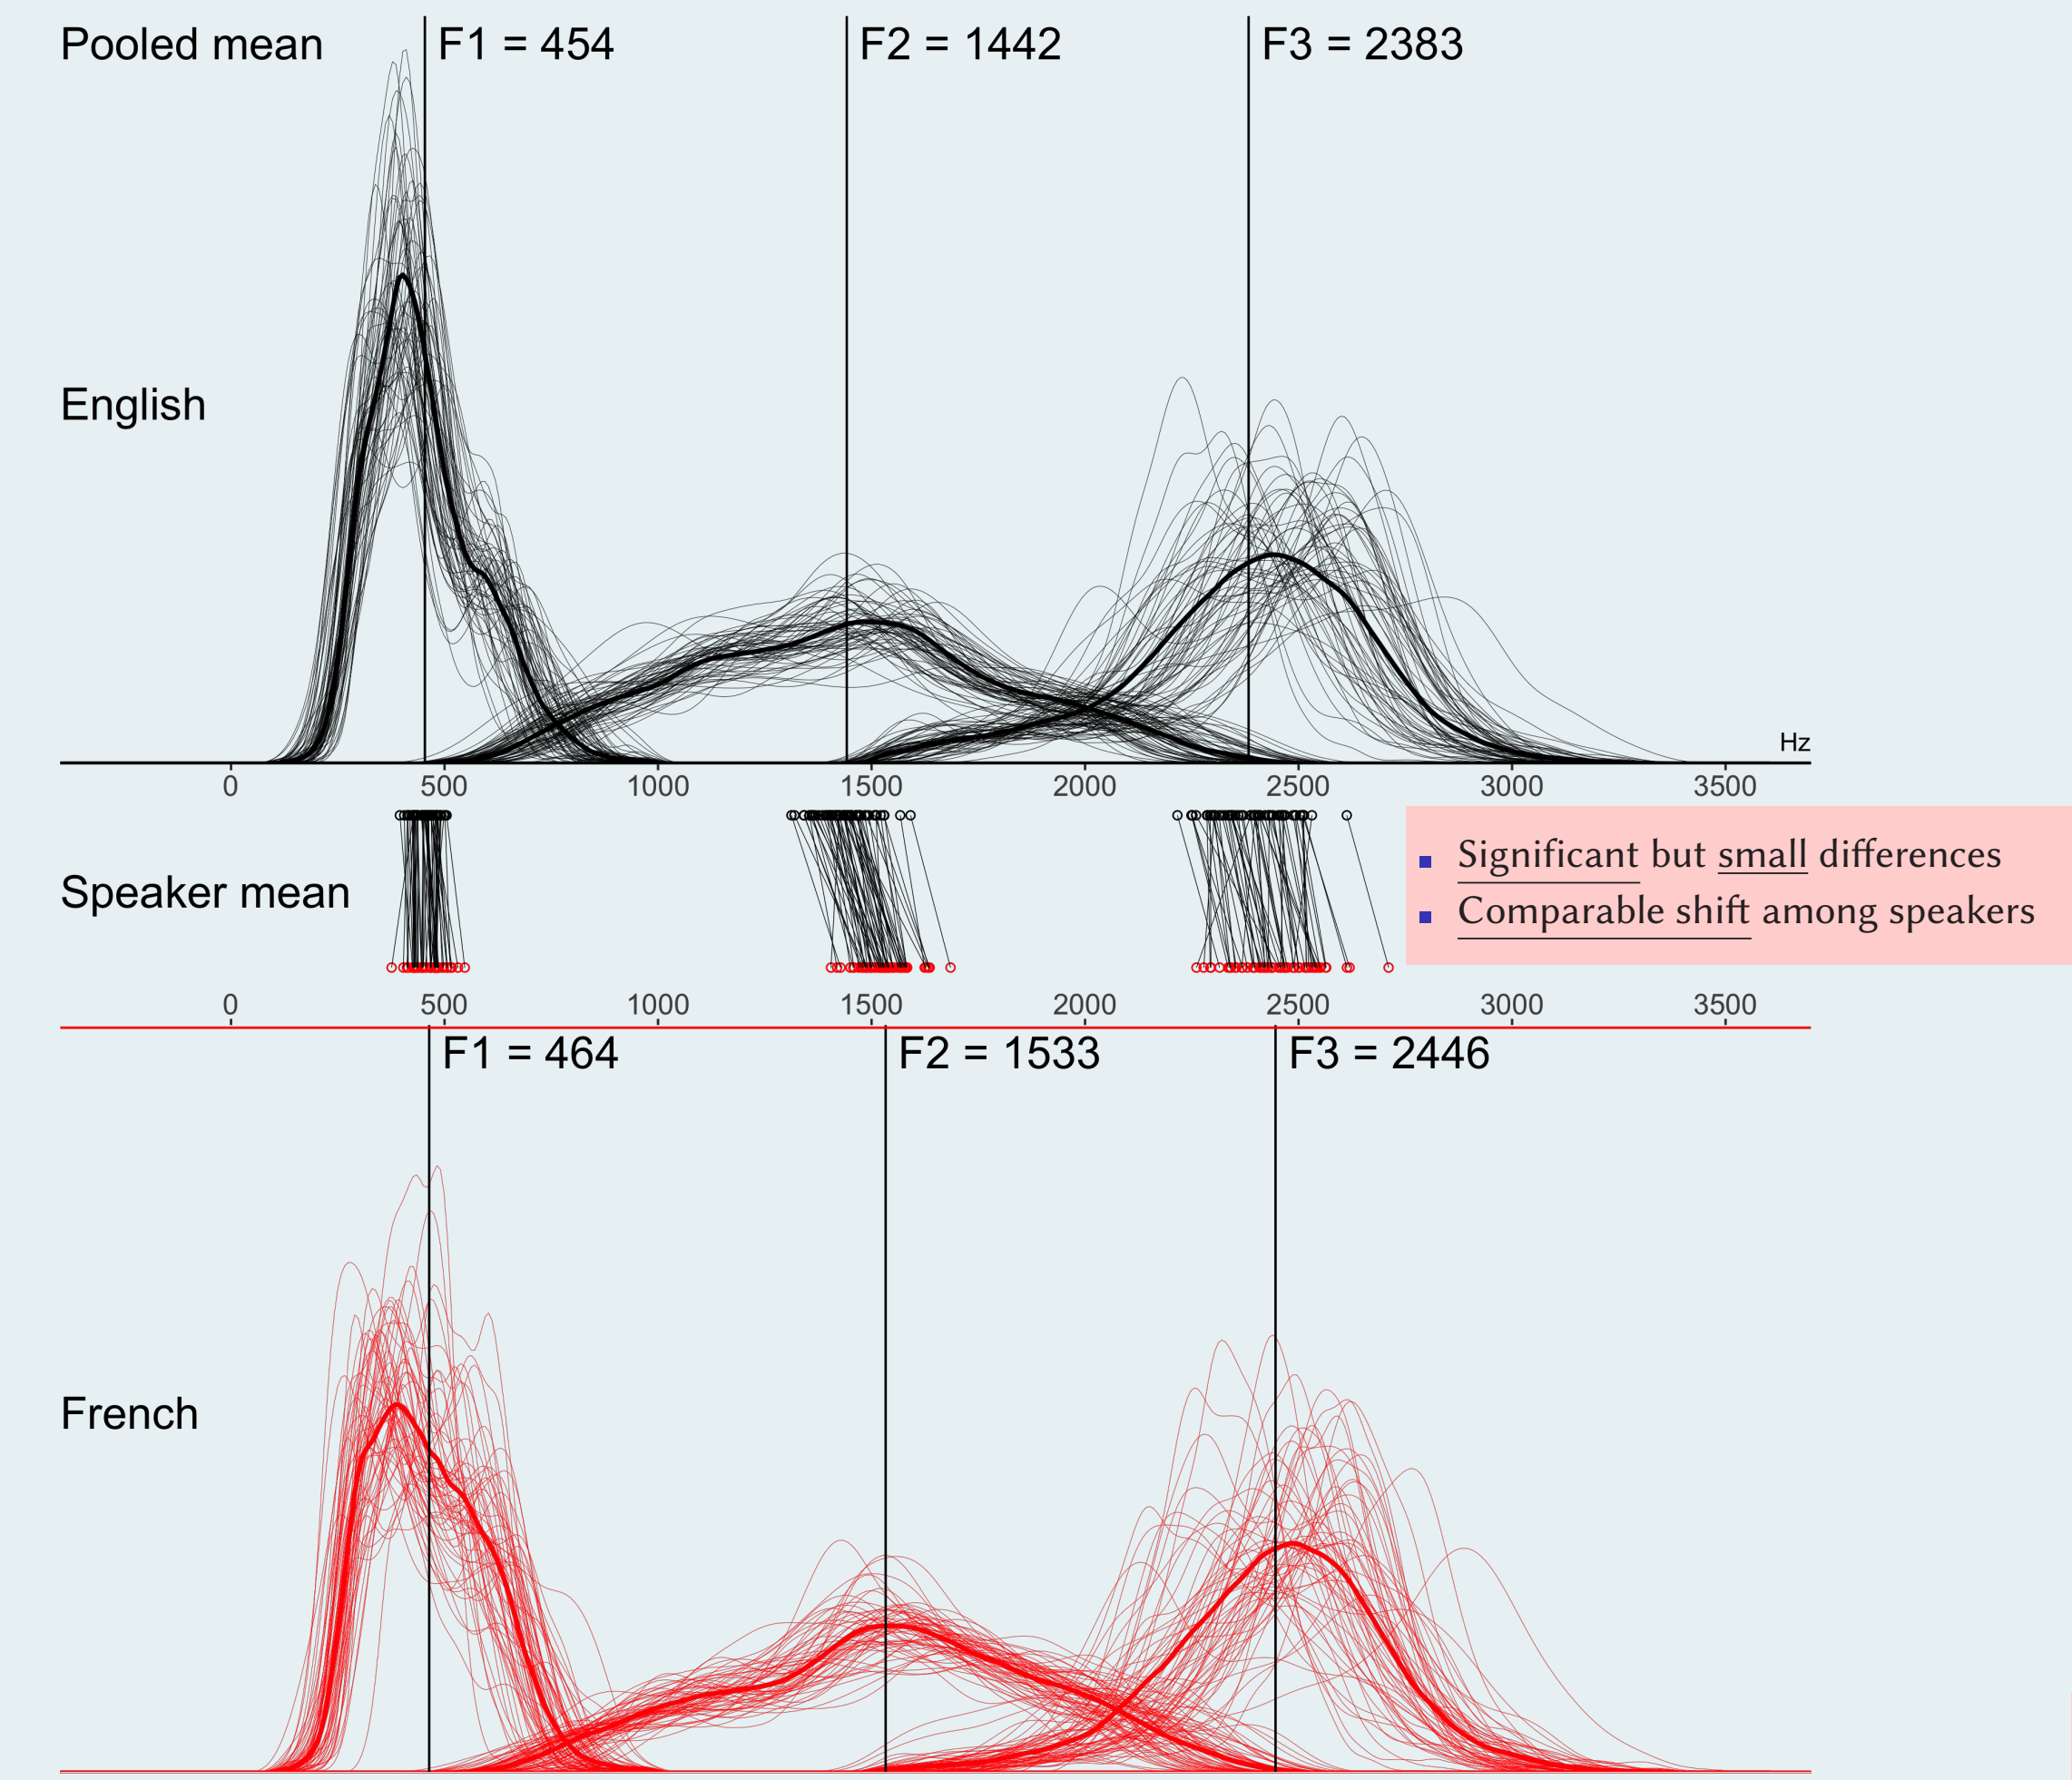 Pooled mean F1 = 454 F2 = 1442 F3 = 2383
English
Hz
0 500 1000 1500 2000 2500 3000 3500
Speaker mean
▪ Significant but small differences
▪ Comparable shift among speakers
0 500 1000 1500 2000 2500 3000 3500
F1 = 464 F2 = 1533 F3 = 2446
French